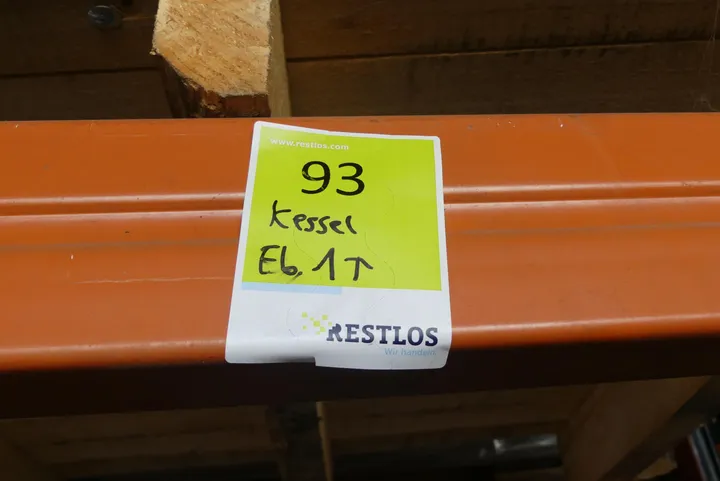 www.restlos.com
93
Kessel
Eb. 1↑
RESTLOS
Wir handeln.